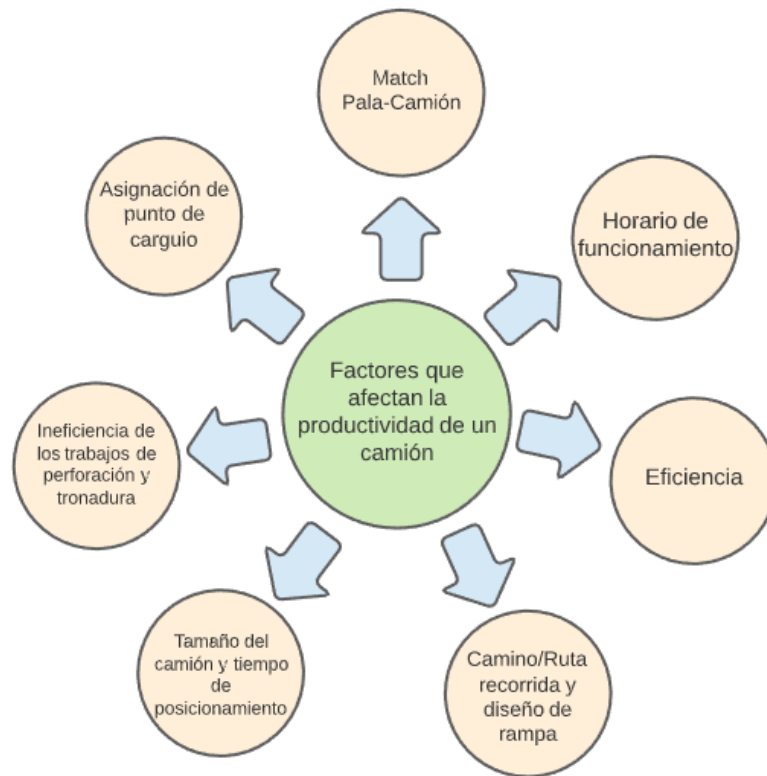 Match
Pala-Camión
Asignación de
punto de
carguio
Horario de
funcionamiento
Factores que
afectan la
productividad de un
camión
Ineficiencia de
los trabajos de
perforación y
tronadura
Eficiencia
Tamaño del
camión y tiempo
de
posicionamiento
Camino/Ruta
recorrida y
diseño de
rampa